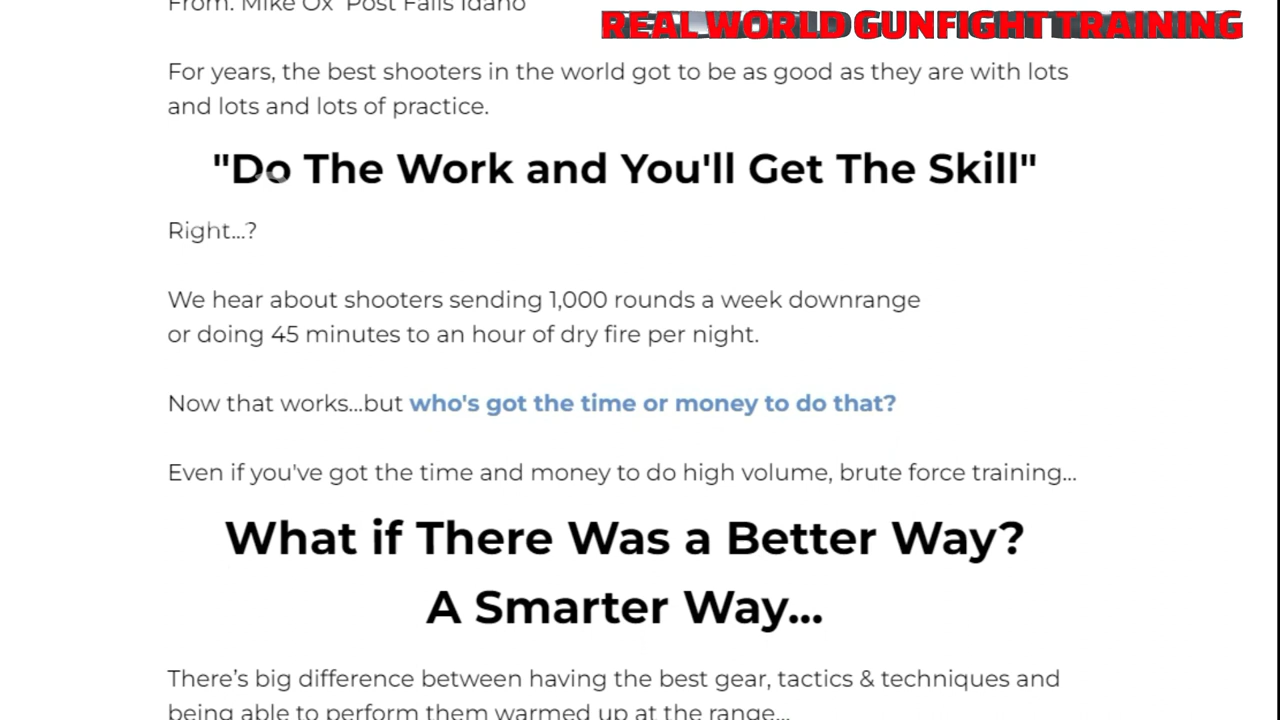 From: Mike Ox Post Falls Idaho
REAL WORLD GUNFIGHT TRAINING
For years, the best shooters in the world got to be as good as they are with lots
and lots and lots of practice.
"Do The Work and You'll Get The Skill"
Right...?
We hear about shooters sending 1,000 rounds a week downrange
or doing 45 minutes to an hour of dry fire per night.
Now that works...but who's got the time or money to do that?
Even if you've got the time and money to do high volume, brute force training...
What if There Was a Better Way?
A Smarter Way...
There’s big difference between having the best gear, tactics & techniques and
being able to perform them warmed up at the range...